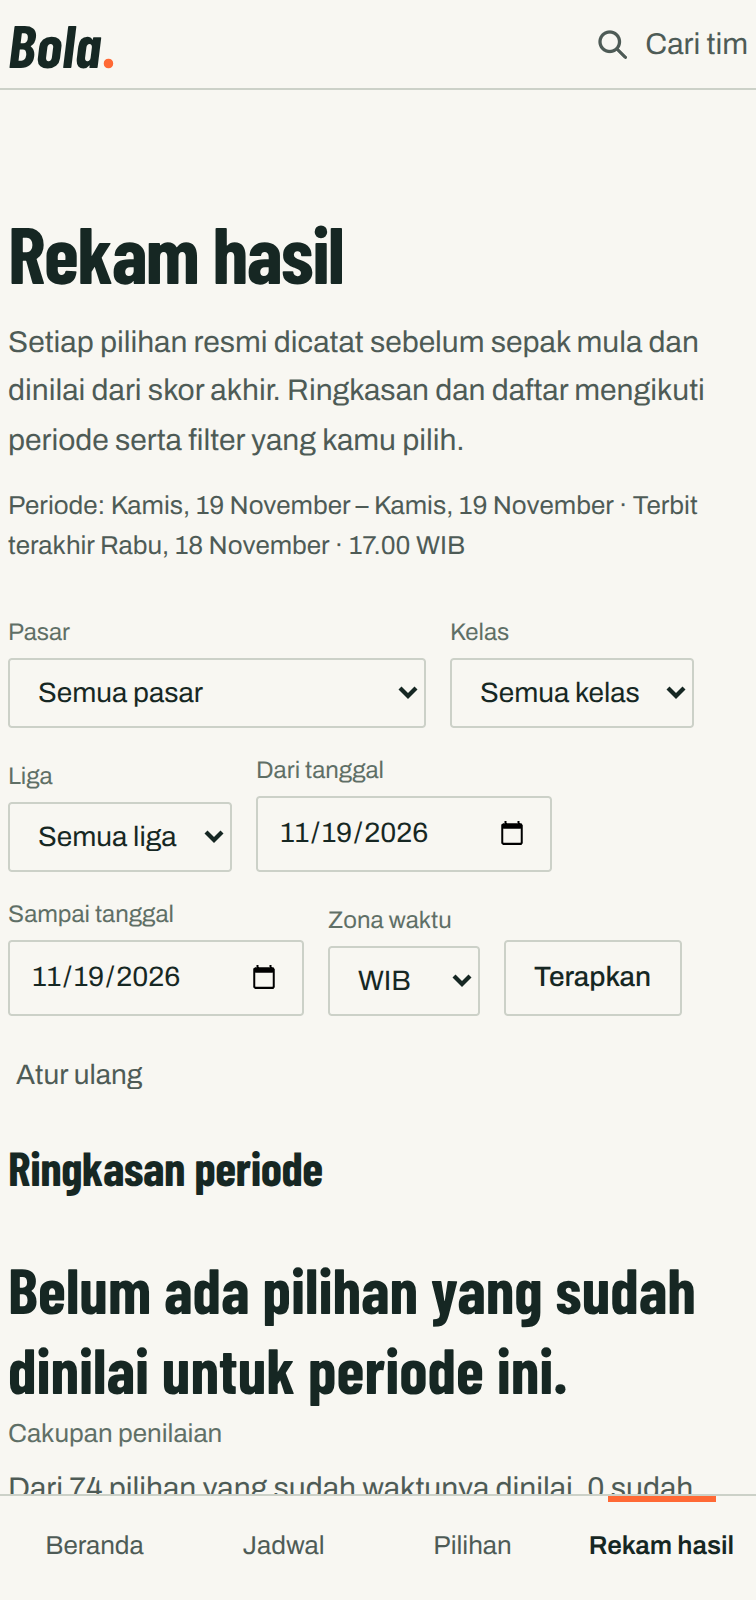 Bola.
Cari tim
Rekam hasil
Setiap pilihan resmi dicatat sebelum sepak mula dan
dinilai dari skor akhir. Ringkasan dan daftar mengikuti
periode serta filter yang kamu pilih.
Periode: Kamis, 19 November – Kamis, 19 November · Terbit
terakhir Rabu, 18 November · 17.00 WIB
Pasar
Kelas
Semua pasar
Semua kelas
Liga
Dari tanggal
Semua liga
11/19/2026
Sampai tanggal
Zona waktu
11/19/2026
WIB
Terapkan
Atur ulang
Ringkasan periode
Belum ada pilihan yang sudah
dinilai untuk periode ini.
Cakupan penilaian
Dari 74 pilihan yang sudah waktunya dinilai, 0 sudah
Beranda
Jadwal
Pilihan
Rekam hasil